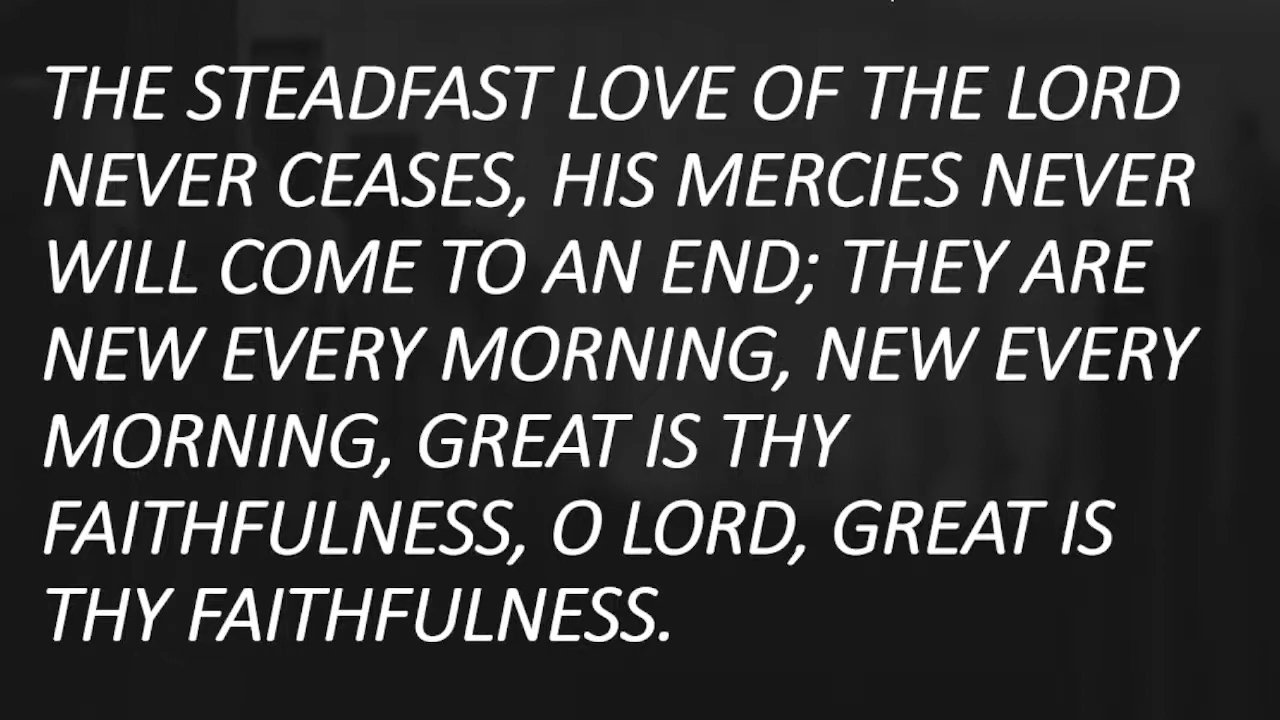 THE STEADFAST LOVE OF THE LORD
NEVER CEASES, HIS MERCIES NEVER
WILL COME TO AN END; THEY ARE
NEW EVERY MORNING, NEW EVERY
MORNING, GREAT IS THY
FAITHFULNESS, O LORD, GREAT IS
THY FAITHFULNESS.